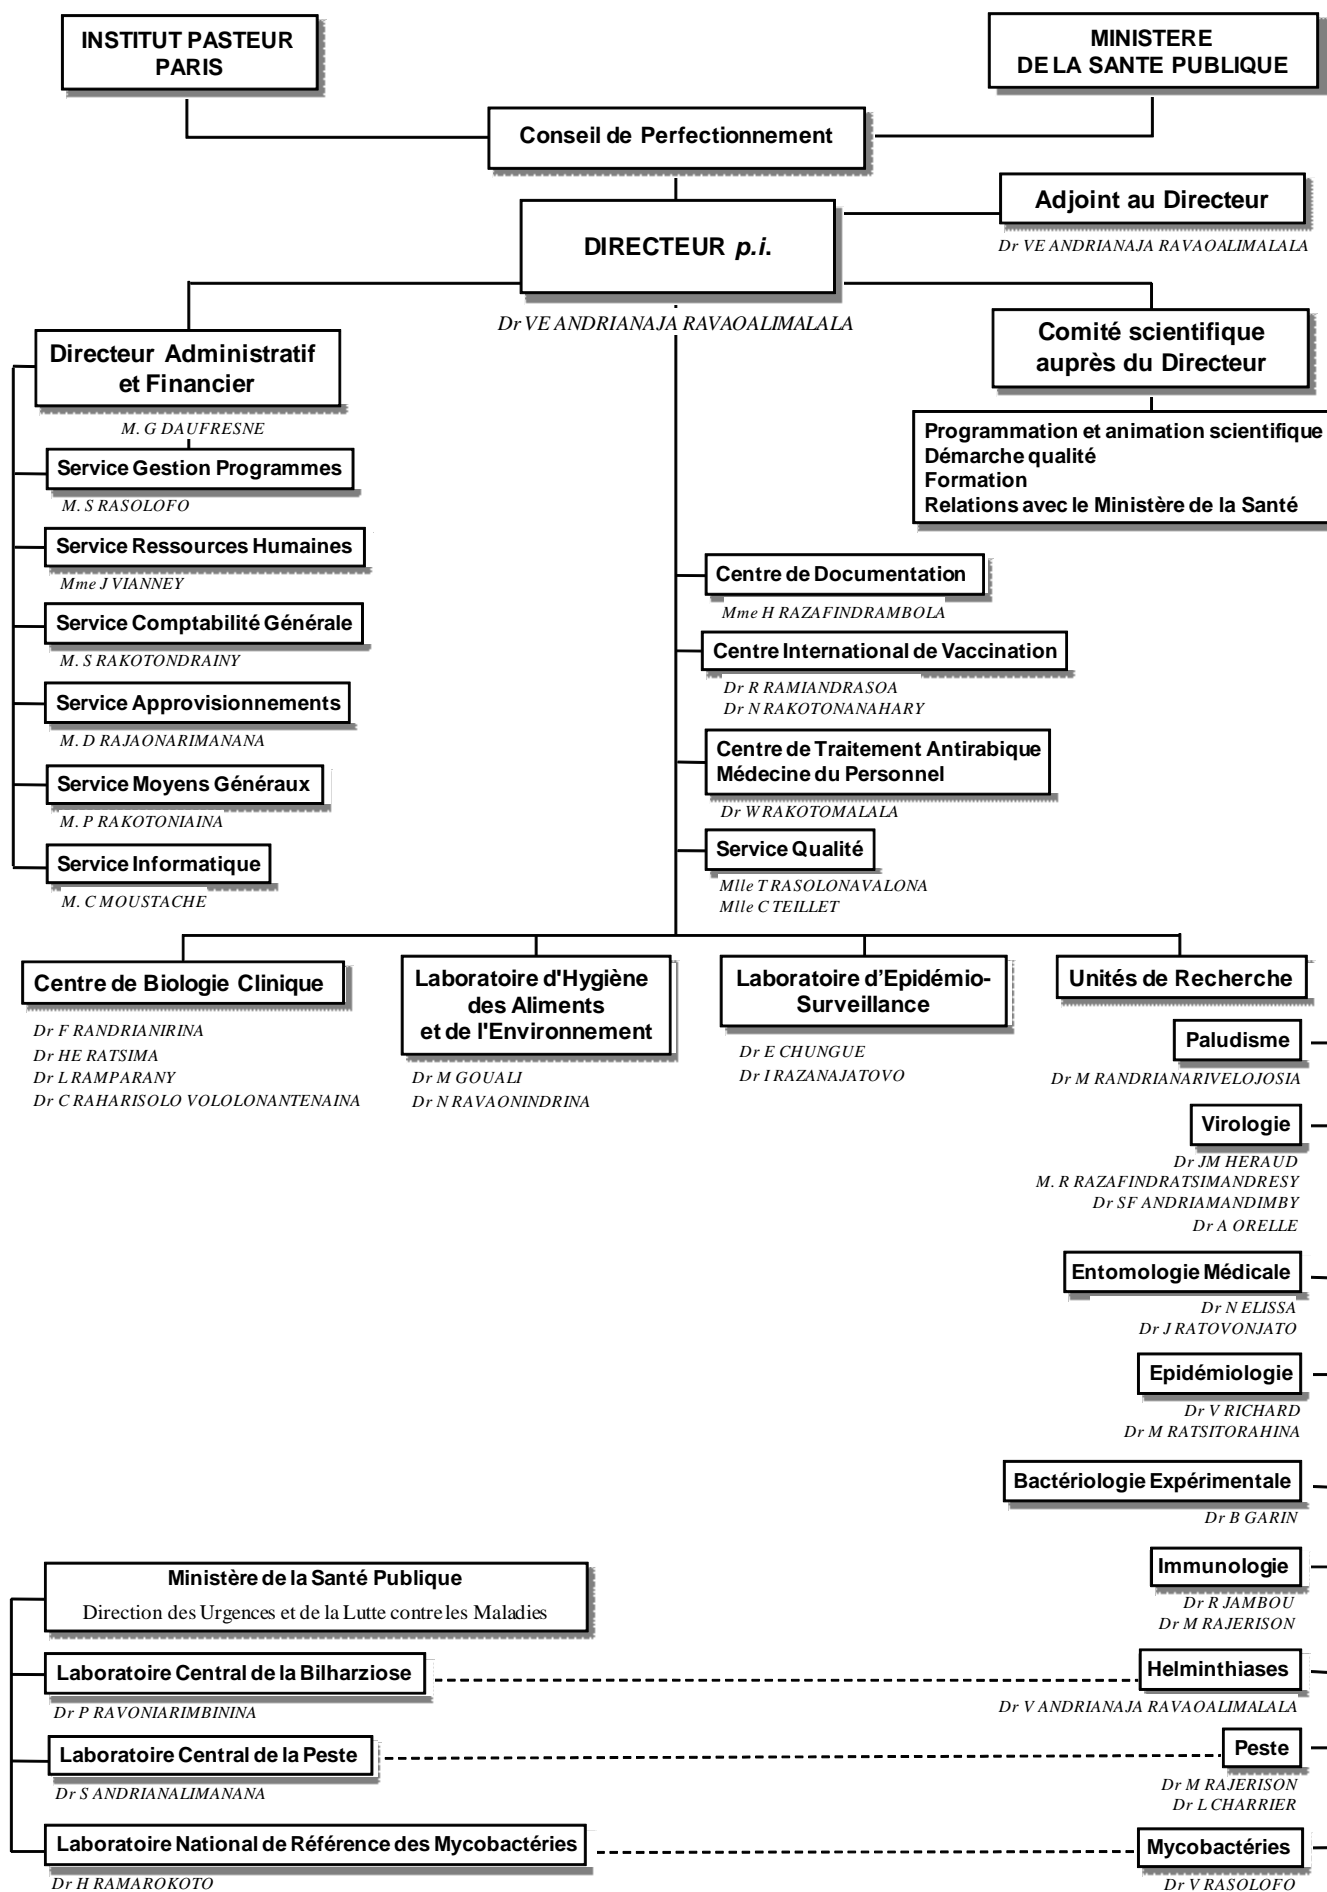 INSTITUT PASTEUR
PARIS
MINISTERE
DE LA SANTE PUBLIQUE
Conseil de Perfectionnement
Adjoint au Directeur
Dr VE ANDRIANAJA RAVAOALIMALALA
DIRECTEUR p.i.
Dr VE ANDRIANAJA RAVAOALIMALALA
Directeur Administratif
et Financier
M. G DAUFRESNE
Service Gestion Programmes
M. S RASOLOFO
Service Ressources Humaines
Mme J VIANNEY
Service Comptabilité Générale
M. S RAKOTONDRAINY
Service Approvisionnements
M. D RAJAONARIMANANA
Service Moyens Généraux
M. P RAKOTONIAINA
Service Informatique
M. C MOUSTACHE
Comité scientifique
auprès du Directeur
Programmation et animation scientifique
Démarche qualité
Formation
Relations avec le Ministère de la Santé
Centre de Documentation
Mme H RAZAFINDRAMBOLA
Centre International de Vaccination
Dr R RAMIANDRASOA
Dr N RAKOTONANAHARY
Centre de Traitement Antirabique
Médecine du Personnel
Dr W RAKOTOMALALA
Service Qualité
Mlle T RASOLONAVALONA
Mlle C TEILLET
Centre de Biologie Clinique
Dr F RANDRIANIRINA
Dr HE RATSIMA
Dr L RAMPARANY
Dr C RAHARISOLO VOLOLONANTENAINA
Laboratoire d'Hygiène
des Aliments
et de l'Environnement
Dr M GOUALI
Dr N RAVAONINDRINA
Laboratoire d’Epidémio-
Surveillance
Dr E CHUNGUE
Dr I RAZANAJATOVO
Unités de Recherche
Paludisme
Dr M RANDRIANARIVELOJOSIA
Virologie
Dr JM HERAUD
M. R RAZAFINDRATSIMANDRESY
Dr SF ANDRIAMANDIMBY
Dr A ORELLE
Entomologie Médicale
Dr N ELISSA
Dr J RATOVONJATO
Epidémiologie
Dr V RICHARD
Dr M RATSITORAHINA
Bactériologie Expérimentale
Dr B GARIN
Immunologie
Dr R JAMBOU
Dr M RAJERISON
Ministère de la Santé Publique
Direction des Urgences et de la Lutte contre les Maladies
Laboratoire Central de la Bilharziose
Dr P RAVONIARIMBININA
Helminthiases
Dr V ANDRIANAJA RAVAOALIMALALA
Laboratoire Central de la Peste
Dr S ANDRIANALIMANANA
Peste
Dr M RAJERISON
Dr L CHARRIER
Laboratoire National de Référence des Mycobactéries
Dr H RAMAROKOTO
Mycobactéries
Dr V RASOLOFO